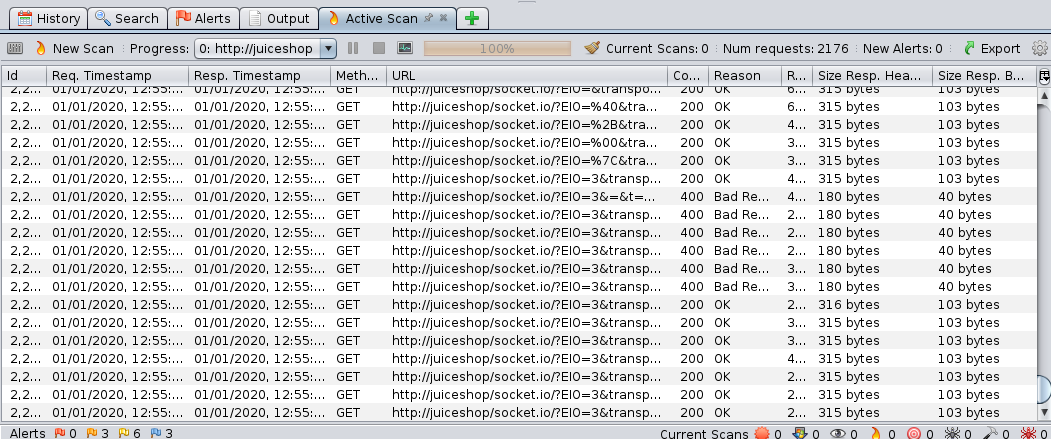 History Search Alerts Output Active Scan
New Scan Progress: 0: http://juiceshop 100% Current Scans: 0 Num requests: 2176 New Alerts: 0 Export
Id Req. Timestamp Resp. Timestamp Meth... URL Co... Reason R... Size Resp. Hea... Size Resp. B...
2,2... 01/01/2020, 12:55:... 01/01/2020, 12:55:... GET http://juiceshop/socket.io/?EIO=&transpo... 200 OK 6... 315 bytes 103 bytes
2,2... 01/01/2020, 12:55:... 01/01/2020, 12:55:... GET http://juiceshop/socket.io/?EIO=%40&tra... 200 OK 6... 315 bytes 103 bytes
2,2... 01/01/2020, 12:55:... 01/01/2020, 12:55:... GET http://juiceshop/socket.io/?EIO=%2B&tra... 200 OK 4... 315 bytes 103 bytes
2,2... 01/01/2020, 12:55:... 01/01/2020, 12:55:... GET http://juiceshop/socket.io/?EIO=%00&tra... 200 OK 3... 315 bytes 103 bytes
2,2... 01/01/2020, 12:55:... 01/01/2020, 12:55:... GET http://juiceshop/socket.io/?EIO=%7C&tra... 200 OK 3... 315 bytes 103 bytes
2,2... 01/01/2020, 12:55:... 01/01/2020, 12:55:... GET http://juiceshop/socket.io/?EIO=3&transp... 200 OK 4... 315 bytes 103 bytes
2,2... 01/01/2020, 12:55:... 01/01/2020, 12:55:... GET http://juiceshop/socket.io/?EIO=3&=&t=... 400 Bad Re... 4... 180 bytes 40 bytes
2,2... 01/01/2020, 12:55:... 01/01/2020, 12:55:... GET http://juiceshop/socket.io/?EIO=3&transp... 400 Bad Re... 2... 180 bytes 40 bytes
2,2... 01/01/2020, 12:55:... 01/01/2020, 12:55:... GET http://juiceshop/socket.io/?EIO=3&transp... 400 Bad Re... 2... 180 bytes 40 bytes
2,2... 01/01/2020, 12:55:... 01/01/2020, 12:55:... GET http://juiceshop/socket.io/?EIO=3&transp... 400 Bad Re... 2... 180 bytes 40 bytes
2,2... 01/01/2020, 12:55:... 01/01/2020, 12:55:... GET http://juiceshop/socket.io/?EIO=3&transp... 400 Bad Re... 3... 180 bytes 40 bytes
2,2... 01/01/2020, 12:55:... 01/01/2020, 12:55:... GET http://juiceshop/socket.io/?EIO=3&transp... 400 Bad Re... 3... 180 bytes 40 bytes
2,2... 01/01/2020, 12:55:... 01/01/2020, 12:55:... GET http://juiceshop/socket.io/?EIO=3&transp... 200 OK 2... 316 bytes 103 bytes
2,2... 01/01/2020, 12:55:... 01/01/2020, 12:55:... GET http://juiceshop/socket.io/?EIO=3&transp... 200 OK 3... 315 bytes 103 bytes
2,2... 01/01/2020, 12:55:... 01/01/2020, 12:55:... GET http://juiceshop/socket.io/?EIO=3&transp... 200 OK 3... 315 bytes 103 bytes
2,2... 01/01/2020, 12:55:... 01/01/2020, 12:55:... GET http://juiceshop/socket.io/?EIO=3&transp... 200 OK 4... 315 bytes 103 bytes
2,2... 01/01/2020, 12:55:... 01/01/2020, 12:55:... GET http://juiceshop/socket.io/?EIO=3&transp... 200 OK 2... 315 bytes 103 bytes
2,2... 01/01/2020, 12:55:... 01/01/2020, 12:55:... GET http://juiceshop/socket.io/?EIO=3&transp... 200 OK 2... 315 bytes 103 bytes
2,2... 01/01/2020, 12:55:... 01/01/2020, 12:55:... GET http://juiceshop/socket.io/?EIO=3&transp... 200 OK 2... 315 bytes 103 bytes
Alerts 0 3 6 3 Current Scans 0 0 0 0 0 0 0 0